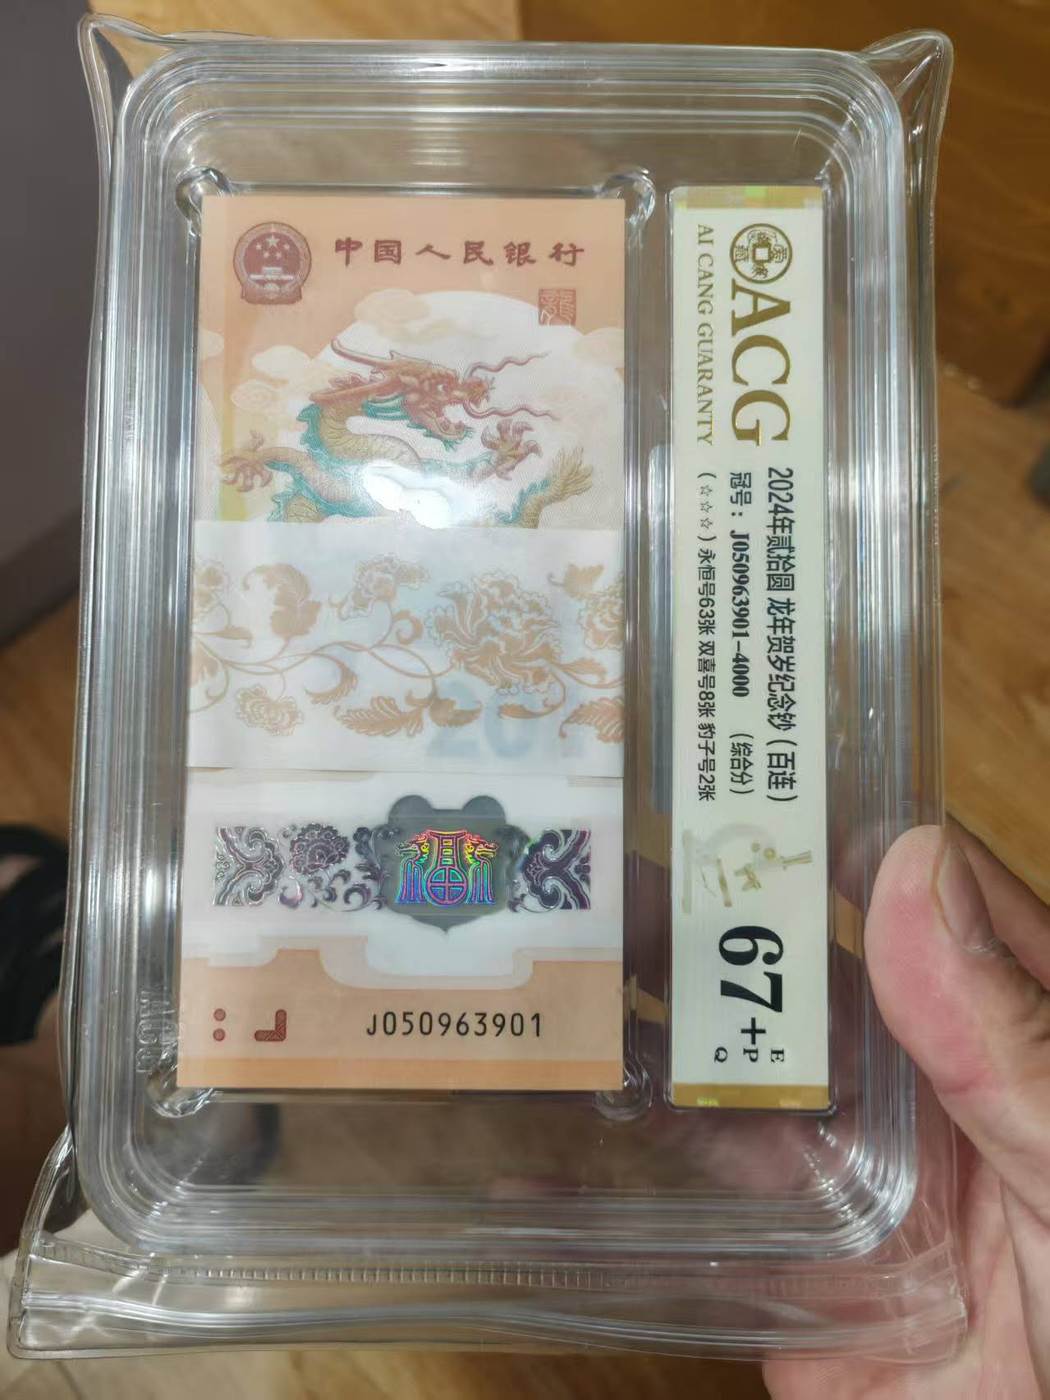 中国人民银行
J050963901
ACG
AI CANG GUARANTY
2024年贰拾圆 龙年贺岁纪念钞（百连）
冠号：J050963901-4000 （综合分）
（☆☆☆）永恒号63张 双喜号8张 豹子号2张
67+
E
P
Q